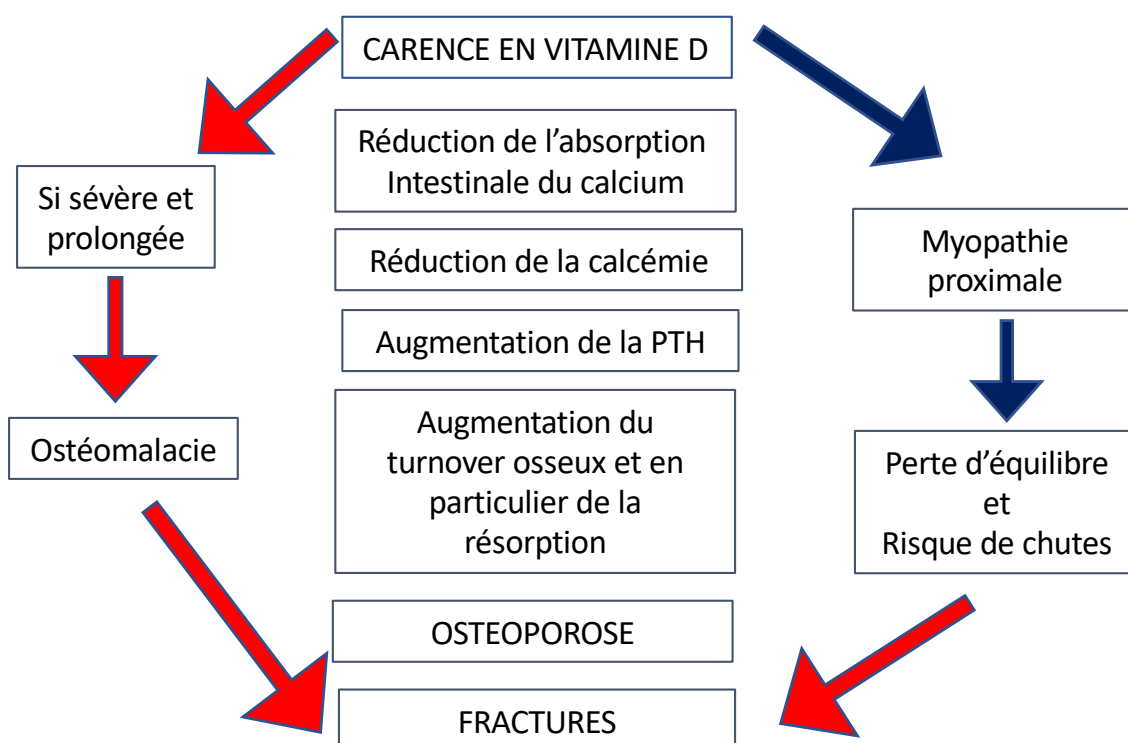 CARENCE EN VITAMINE D
Réduction de l’absorption
Intestinale du calcium
Si sévère et
prolongée
Réduction de la calcémie
Myopathie
proximale
Augmentation de la PTH
Ostéomalacie
Augmentation du
turnover osseux et en
particulier de la
résorption
Perte d’équilibre
et
Risque de chutes
OSTEOPOROSE
FRACTURES